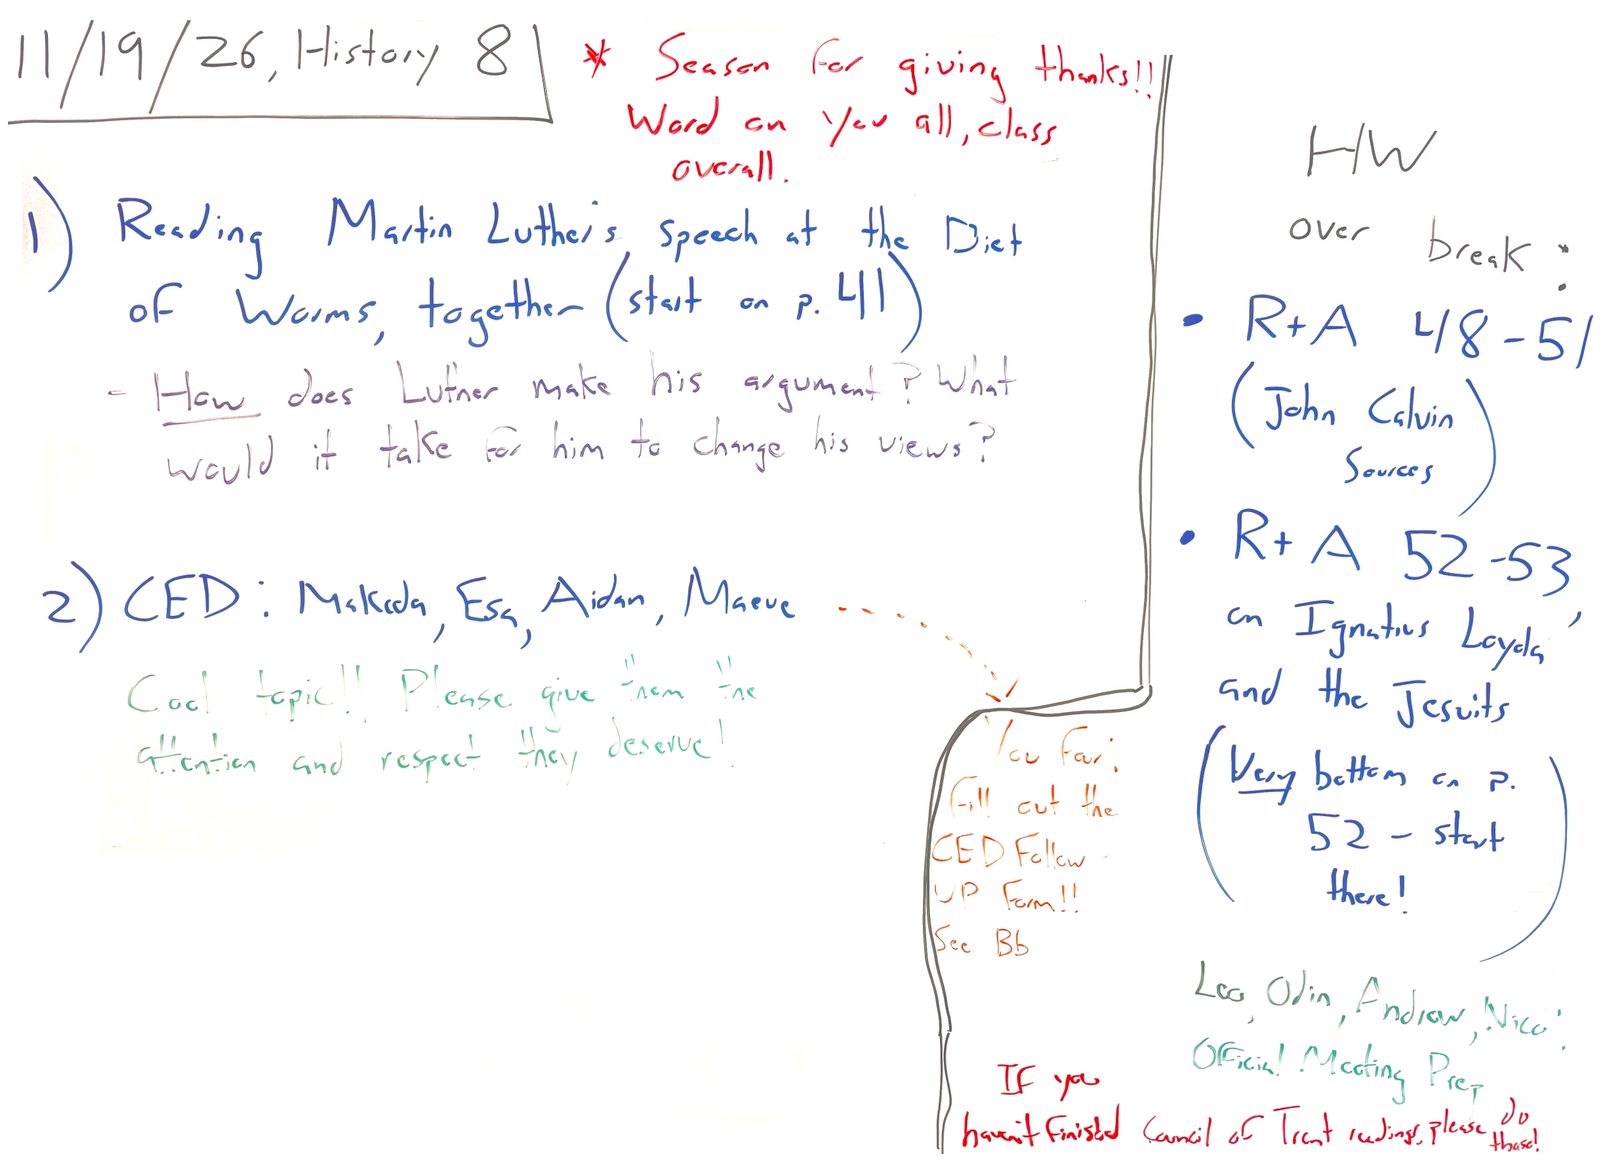 11/19/26, History 8
* Season for giving thanks!!
Word on you all, class
overall.
1) Reading Martin Luther's speech at the Diet
of Worms, together (start on p. 41)
- How does Luther make his argument? What
would it take for him to change his views?
2) CED: Makeda, Esa, Aidan, Maeve
Cool topic!! Please give them the
attention and respect they deserve!
You four:
Fill out the
CED Follow-
up Form!!
See Bb
HW
over break:
• R+A 48-51
(John Calvin
Sources)
• R+A 52-53,
on Ignatius Loyola
and the Jesuits
(Very bottom on p.
52 - start
there!)
Leo, Odin, Andrew, Nico:
Official Meeting Prep
If you
haven't finished Council of Trent readings, please do
those!